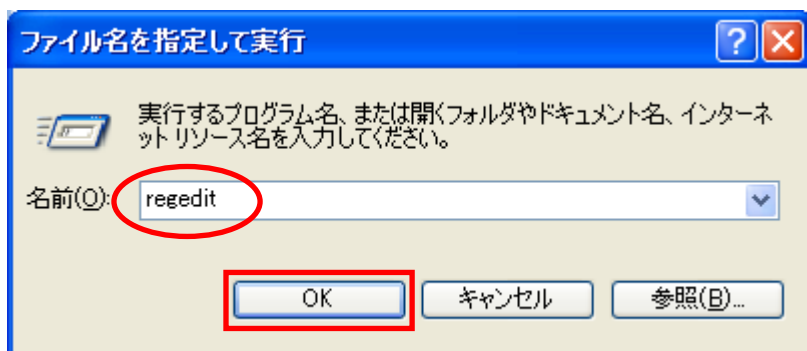 ファイル名を指定して実行
実行するプログラム名、または開くフォルダやドキュメント名、インターネ
ット リソース名を入力してください。
名前(O): regedit
OK キャンセル 参照(B)...